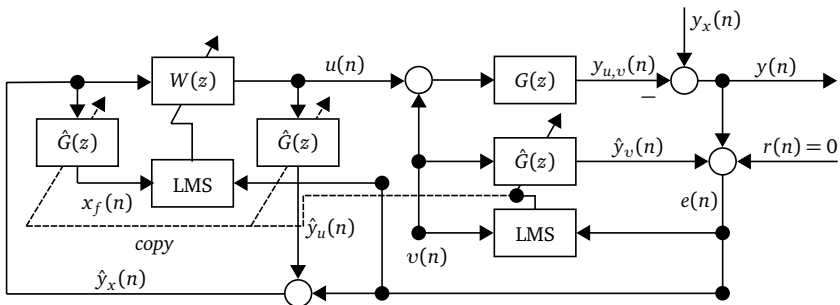 y_x(n)
W(z)
u(n)
G(z)
y_{u,v}(n)
−
y(n)
Ĝ(z)
Ĝ(z)
Ĝ(z)
ŷ_v(n)
r(n) = 0
x_f(n)
LMS
e(n)
copy
ŷ_u(n)
υ(n)
LMS
ŷ_x(n)